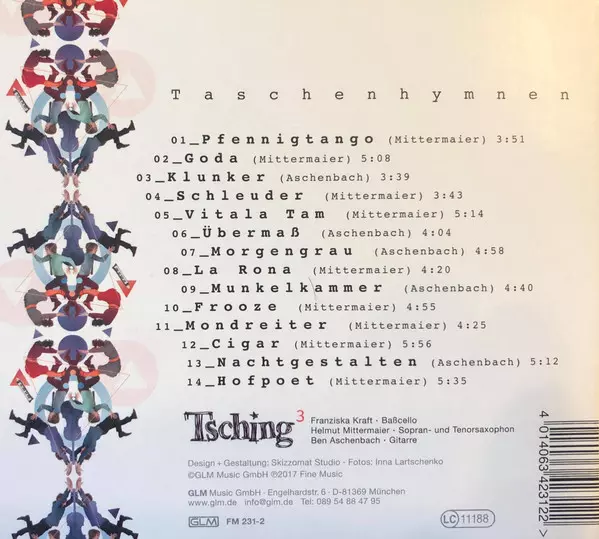 Taschenhymnen
01_Pfennigtango (Mittermaier) 3:51
02_Goda (Mittermaier) 5:08
03_Klunker (Aschenbach) 3:39
04_Schleuder (Mittermaier) 3:43
05_Vitala Tam (Mittermaier) 5:14
06_Übermaß (Aschenbach) 4:04
07_Morgengrau (Aschenbach) 4:58
08_La Rona (Mittermaier) 4:20
09_Munkelkammer (Aschenbach) 4:40
10_Frooze (Mittermaier) 4:55
11_Mondreiter (Mittermaier) 4:25
12_Cigar (Mittermaier) 5:56
13_Nachtgestalten (Aschenbach) 5:12
14_Hofpoet (Mittermaier) 5:35
Tsching 3
Franziska Kraft - Baßcello
Helmut Mittermaier - Sopran- und Tenorsaxophon
Ben Aschenbach - Gitarre
Design + Gestaltung: Skizzomat Studio - Fotos: Inna Lartschenko
©GLM Music GmbH ℗2017 Fine Music
GLM Music GmbH - Engelhardstr. 6 - D-81369 München
www.glm.de info@glm.de Tel: 089 54 88 47 95
GLM FM 231-2
LC 11188
4 014063 423122 >